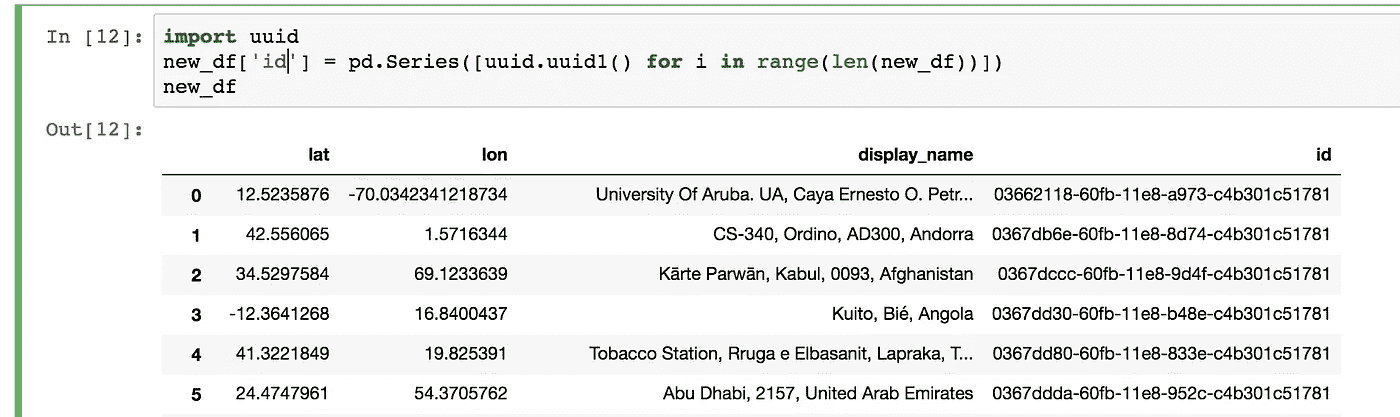 In [12]: import uuid
new_df['id'] = pd.Series([uuid.uuid1() for i in range(len(new_df))])
new_df
Out[12]:
lat lon display_name id
0 12.5235876 -70.0342341218734 University Of Aruba. UA, Caya Ernesto O. Petr... 03662118-60fb-11e8-a973-c4b301c51781
1 42.556065 1.5716344 CS-340, Ordino, AD300, Andorra 0367db6e-60fb-11e8-8d74-c4b301c51781
2 34.5297584 69.1233639 Kārte Parwān, Kabul, 0093, Afghanistan 0367dccc-60fb-11e8-9d4f-c4b301c51781
3 -12.3641268 16.8400437 Kuito, Bié, Angola 0367dd30-60fb-11e8-b48e-c4b301c51781
4 41.3221849 19.825391 Tobacco Station, Rruga e Elbasanit, Lapraka, T... 0367dd80-60fb-11e8-833e-c4b301c51781
5 24.4747961 54.3705762 Abu Dhabi, 2157, United Arab Emirates 0367ddda-60fb-11e8-952c-c4b301c51781